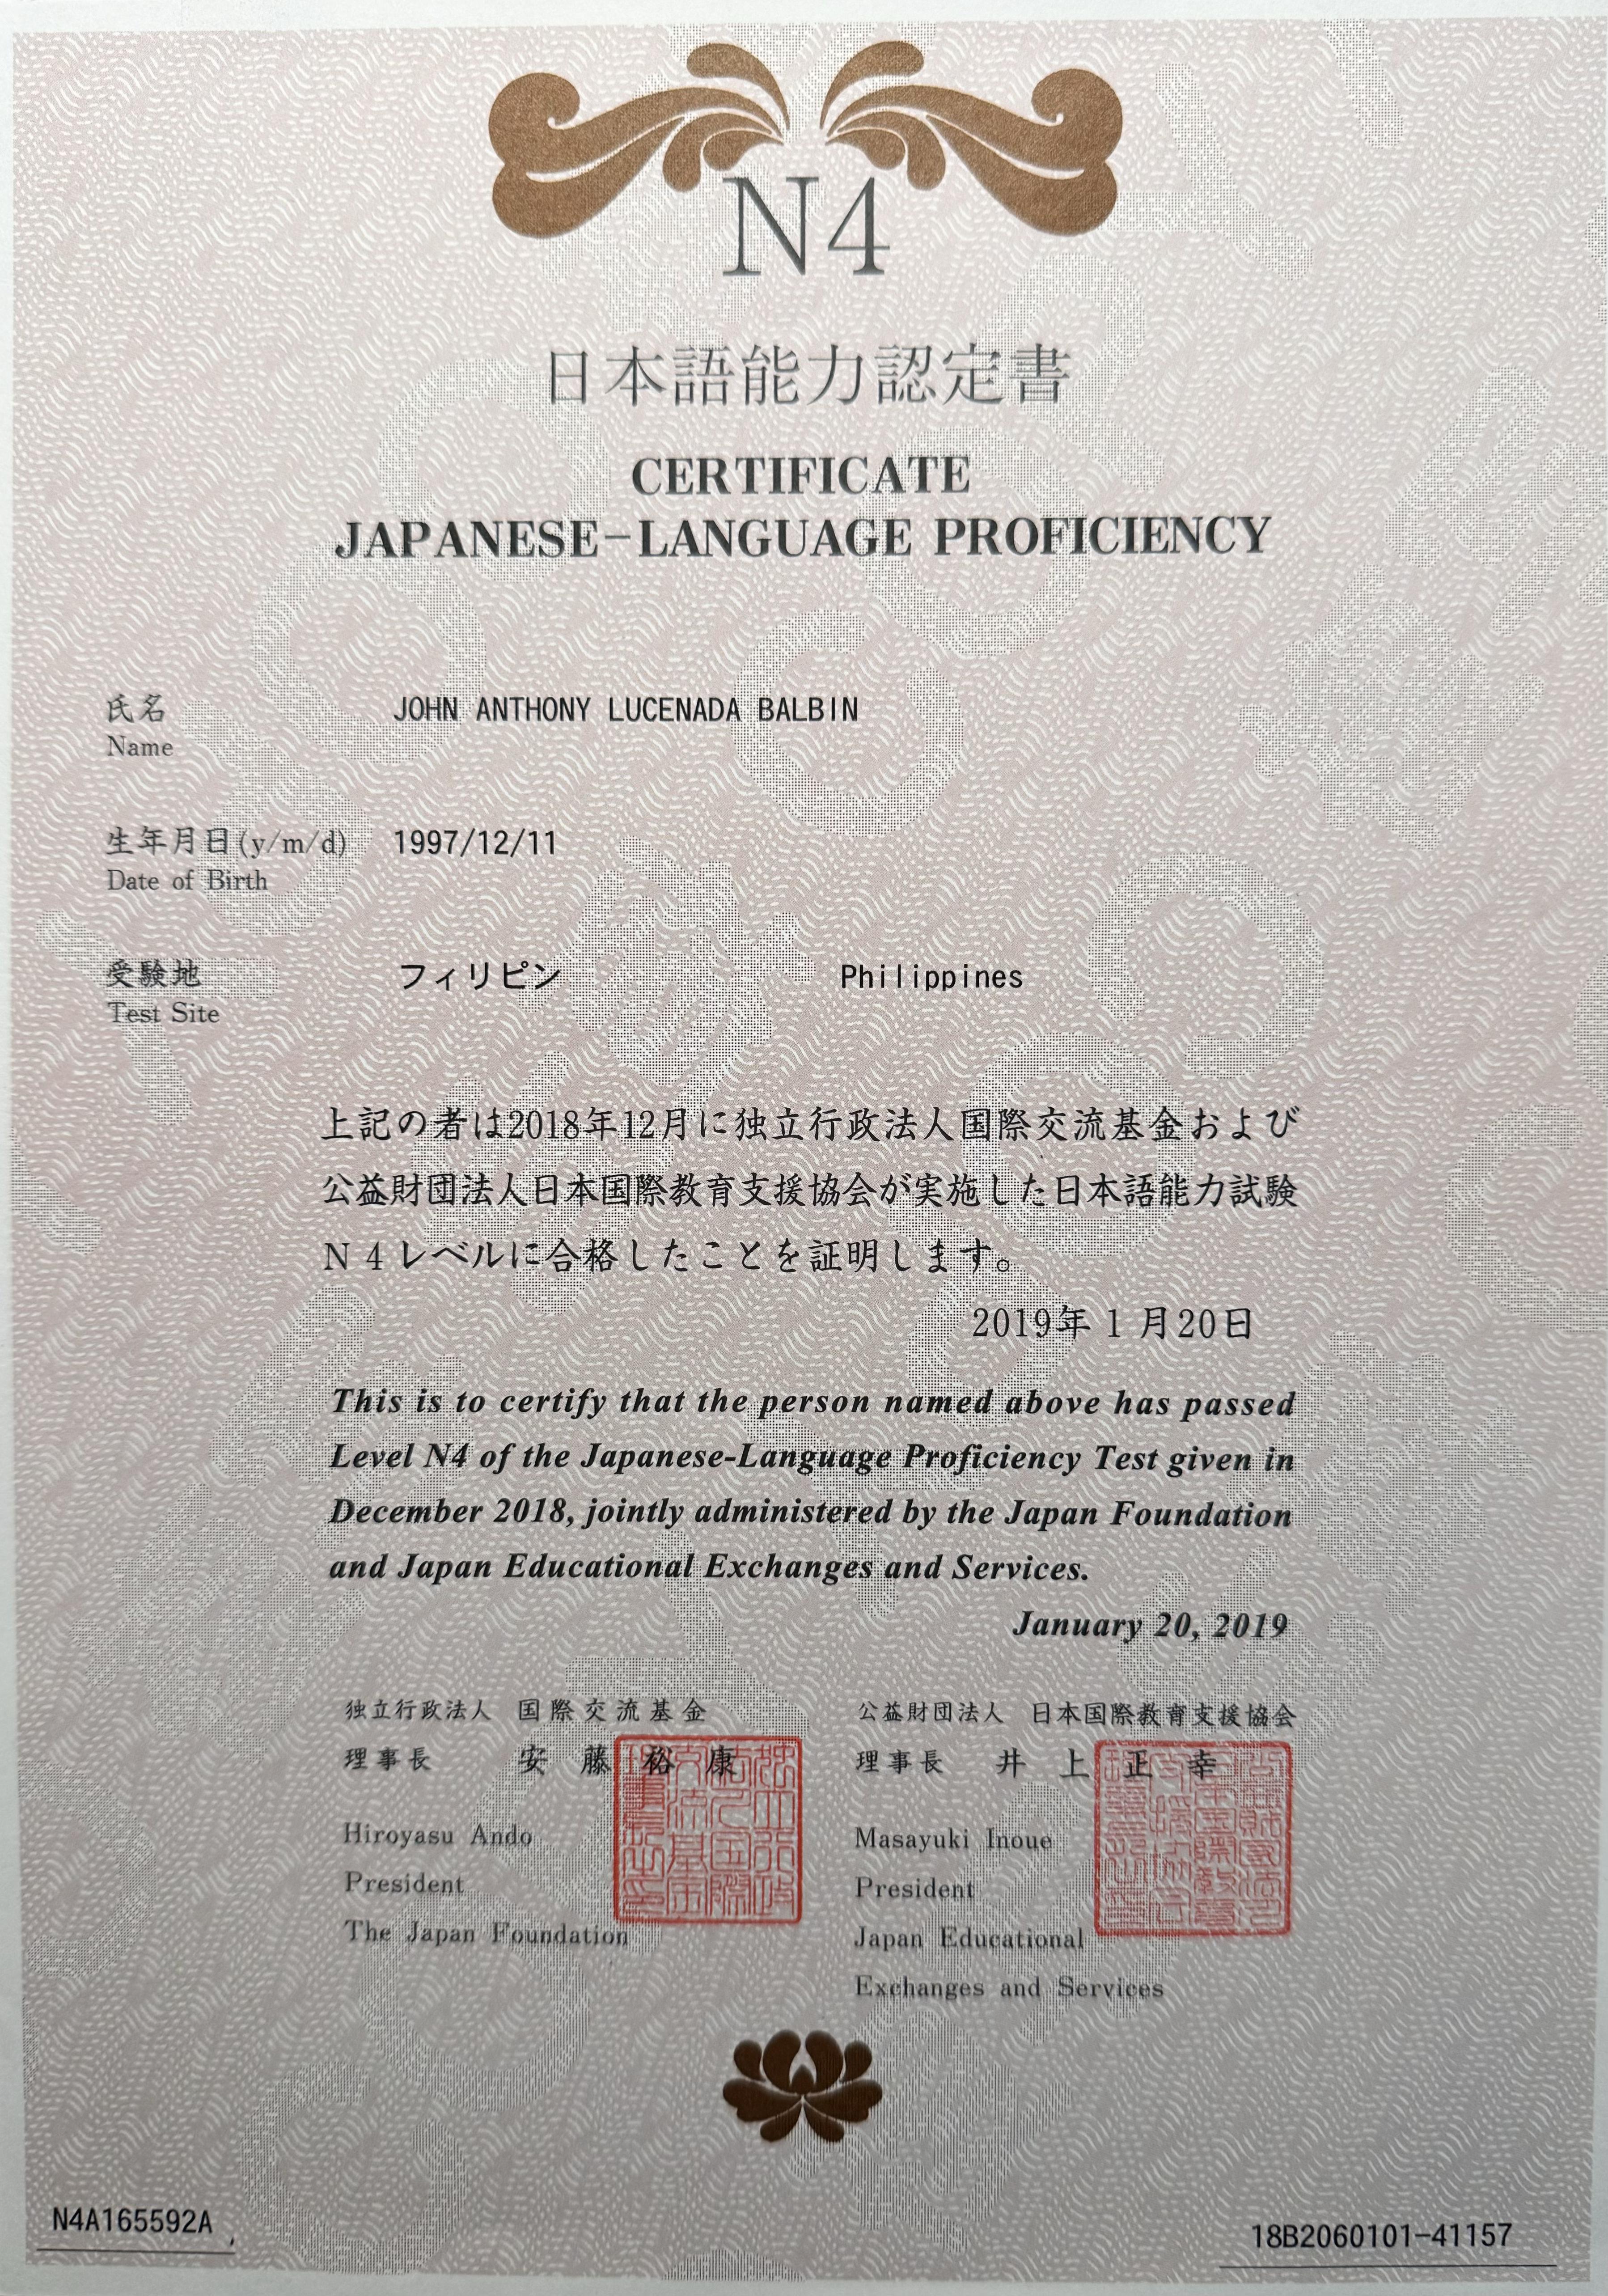 N4
日本語能力認定書
CERTIFICATE
JAPANESE-LANGUAGE PROFICIENCY
氏名 JOHN ANTHONY LUCENADA BALBIN
Name
生年月日(y/m/d) 1997/12/11
Date of Birth
受験地 フィリピン Philippines
Test Site
上記の者は2018年12月に独立行政法人国際交流基金および
公益財団法人日本国際教育支援協会が実施した日本語能力試験
N4レベルに合格したことを証明します。
2019年1月20日
This is to certify that the person named above has passed
Level N4 of the Japanese-Language Proficiency Test given in
December 2018, jointly administered by the Japan Foundation
and Japan Educational Exchanges and Services.
January 20, 2019
独立行政法人 国際交流基金
理事長 安藤裕康
Hiroyasu Ando
President
The Japan Foundation
公益財団法人 日本国際教育支援協会
理事長 井上正幸
Masayuki Inoue
President
Japan Educational
Exchanges and Services
N4A165592A
18B2060101-41157